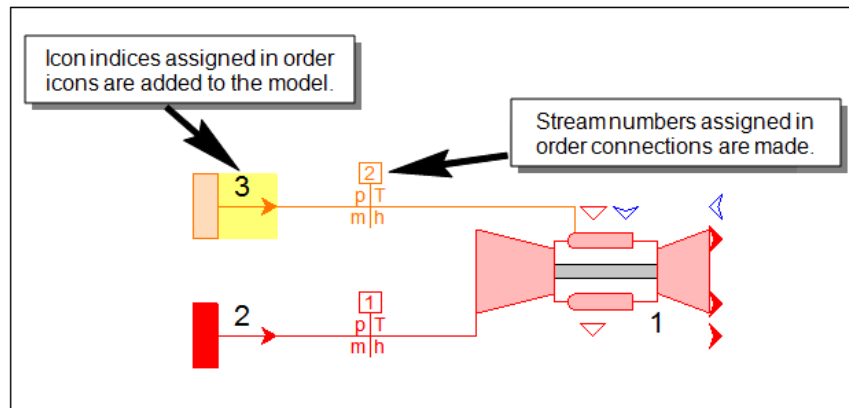 Icon indices assigned in order
icons are added to the model.
Stream numbers assigned in
order connections are made.
3
2
p T
m h
2
1
p T
m h
1